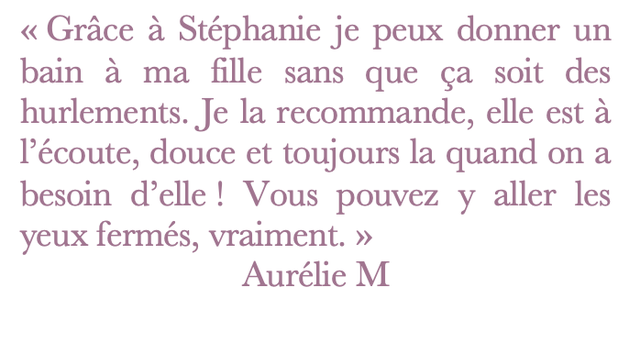 « Grâce à Stéphanie je peux donner un
bain à ma fille sans que ça soit des
hurlements. Je la recommande, elle est à
l’écoute, douce et toujours la quand on a
besoin d’elle ! Vous pouvez y aller les
yeux fermés, vraiment. »
Aurélie M